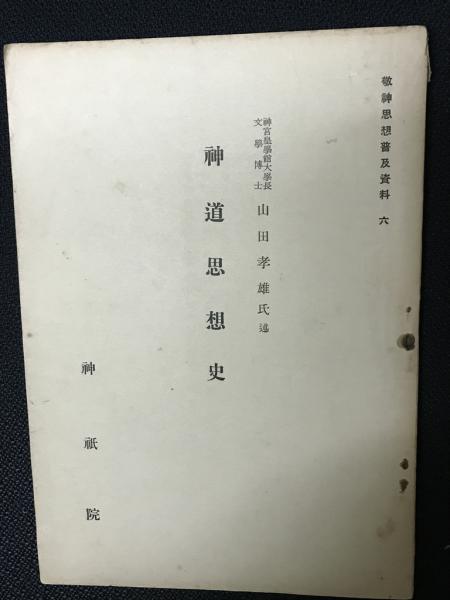 敬神思想普及資料 六
神宮皇學館大學長
文學博士
山田孝雄氏述
神道思想史
神祇院